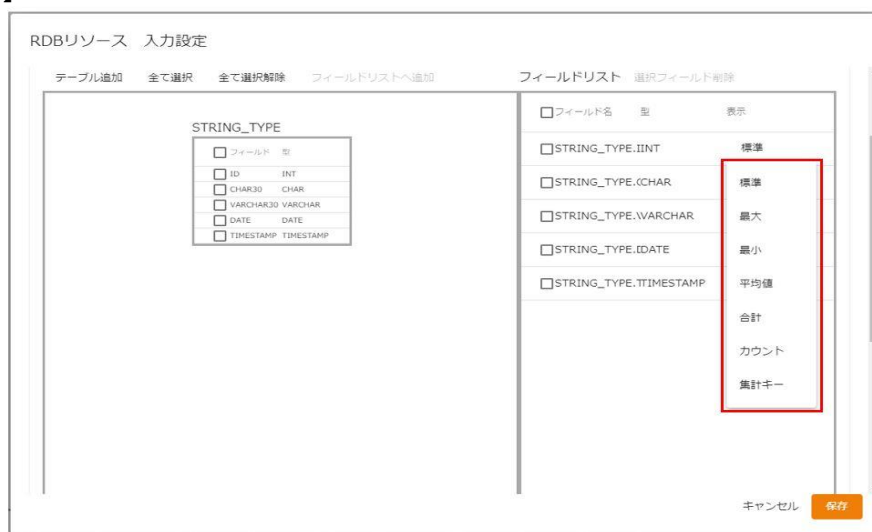 RDBリソース 入力設定
テーブル追加 全て選択 全て選択解除 フィールドリストへ追加
フィールドリスト 選択フィールド削除
STRING_TYPE
フィールド 型
ID INT
CHAR30 CHAR
VARCHAR30 VARCHAR
DATE DATE
TIMESTAMP TIMESTAMP
フィールド名 型 表示
STRING_TYPE.IINT 標準
STRING_TYPE.CCHAR 標準
STRING_TYPE.VVARCHAR 最大
STRING_TYPE.DDATE 最小
STRING_TYPE.TTIMESTAMP 平均値
合計
カウント
集計キー
キャンセル 保存